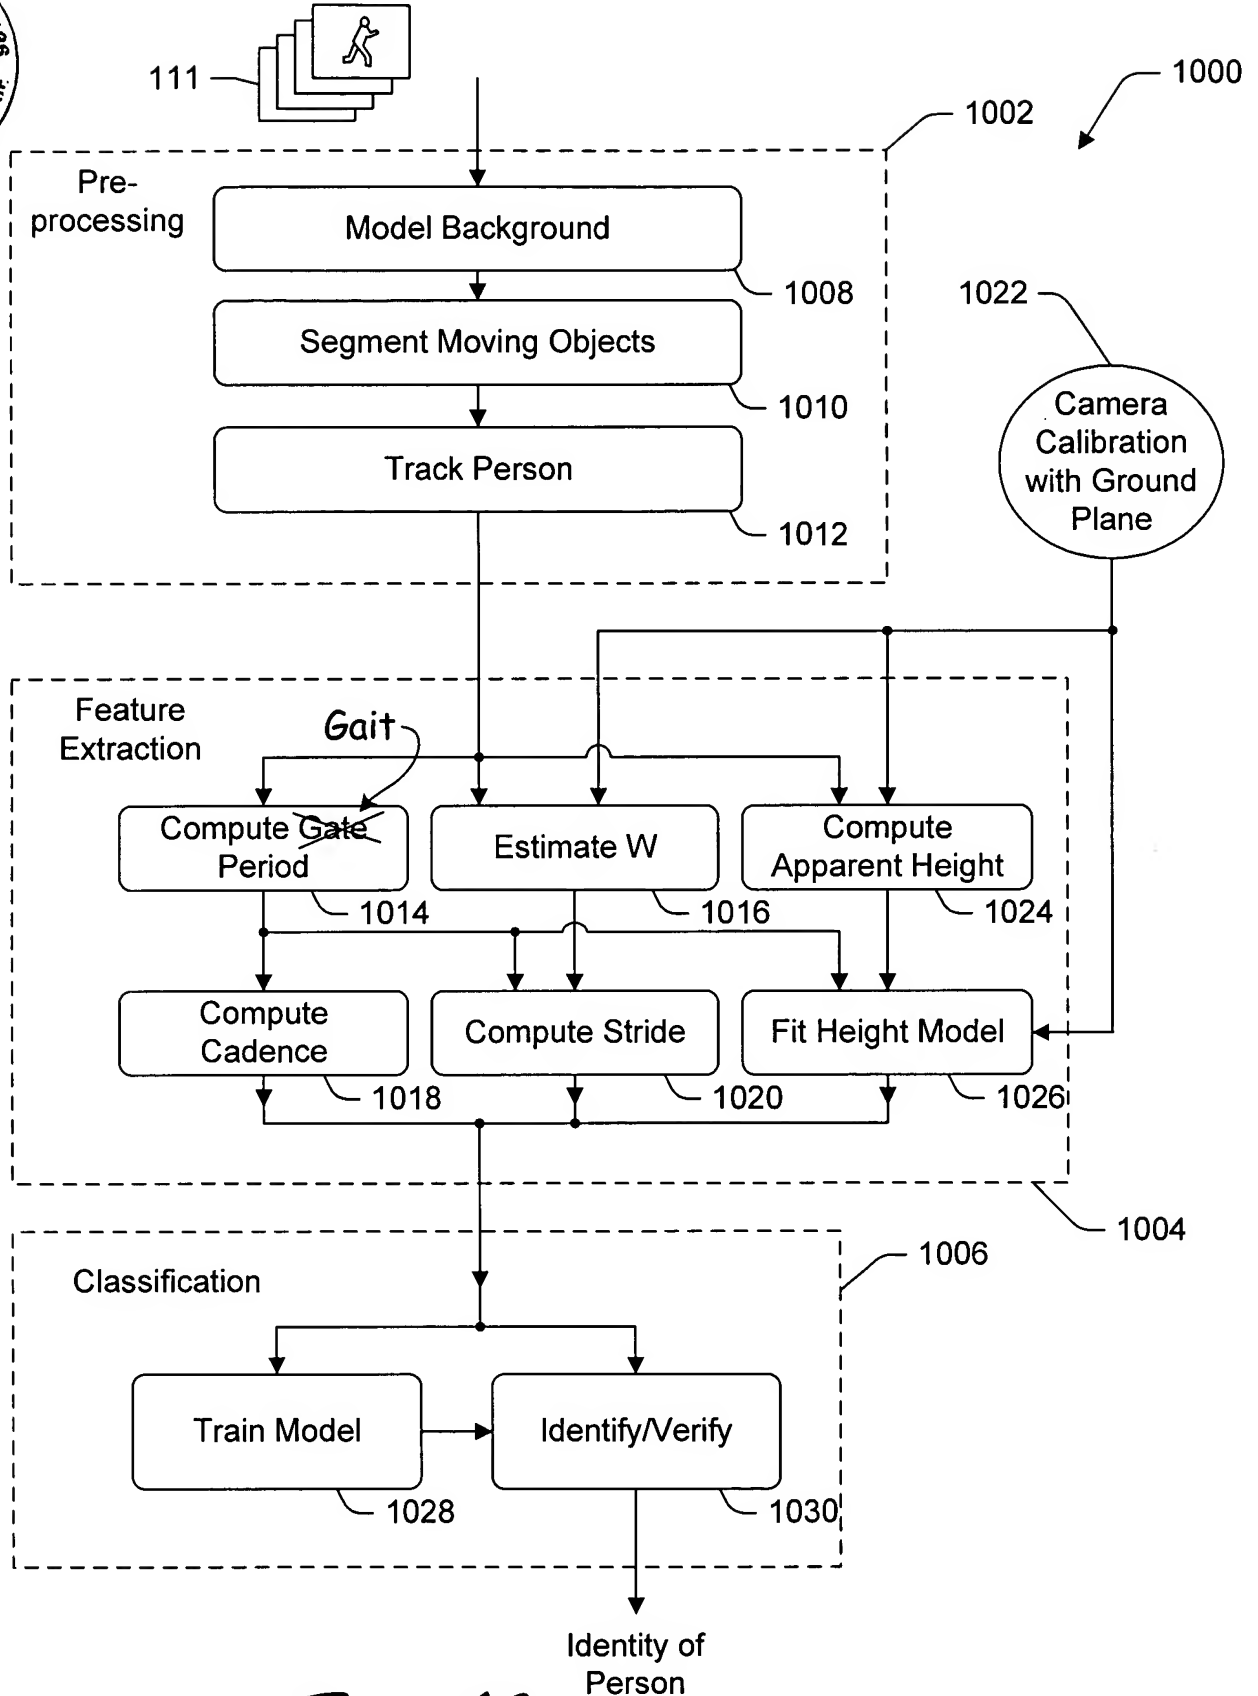 111
1000
1002
Pre-
processing
Model Background
1008
1022
Segment Moving Objects
1010
Camera
Calibration
with Ground
Plane
Track Person
1012
Feature
Extraction
Gait
Compute Gate
Period
1014
Estimate W
1016
Compute
Apparent Height
1024
Compute
Cadence
1018
Compute Stride
1020
Fit Height Model
1026
1004
1006
Classification
Train Model
1028
Identify/Verify
1030
Identity of
Person